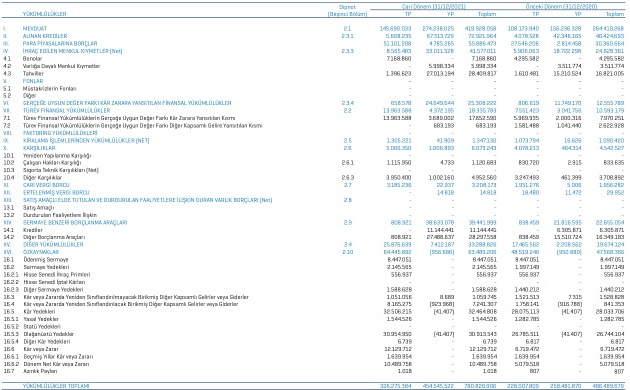 Dipnot Cari Dönem (31/12/2021) Önceki Dönem (31/12/2020)
YÜKÜMLÜLÜKLER (Beşinci Bölüm) TP YP Toplam TP YP Toplam
I. MEVDUAT 2.1 145.690.033 274.238.025 419.928.058 108.173.940 156.236.328 264.410.268
II. ALINAN KREDİLER 2.3.1 5.608.235 67.313.729 72.921.964 4.078.528 42.346.165 46.424.693
III. PARA PİYASALARINA BORÇLAR 51.101.208 4.785.265 55.886.473 27.546.206 2.814.458 30.360.664
IV. İHRAÇ EDİLEN MENKUL KIYMETLER (Net) 2.3.3 8.565.483 33.011.528 41.577.011 5.906.063 18.722.298 24.628.361
4.1 Bonolar 7.168.860 - 7.168.860 4.295.582 - 4.295.582
4.2 Varlığa Dayalı Menkul Kıymetler - 5.998.334 5.998.334 - 3.511.774 3.511.774
4.3 Tahviller 1.396.623 27.013.194 28.409.817 1.610.481 15.210.524 16.821.005
V. FONLAR - - - - - -
5.1 Müstakrizlerin Fonları - - - - - -
5.2 Diğer - - - - - -
VI. GERÇEĞE UYGUN DEĞER FARKI KÂR ZARARA YANSITILAN FİNANSAL YÜKÜMLÜLÜKLER 2.3.4 658.578 24.649.644 25.308.222 806.619 11.749.170 12.555.789
VII. TÜREV FİNANSAL YÜKÜMLÜLÜKLER 2.2 13.963.588 4.372.195 18.335.783 7.551.423 3.041.756 10.593.179
7.1 Türev Finansal Yükümlülüklerin Gerçeğe Uygun Değer Farkı Kâr Zarara Yansıtılan Kısmı 13.963.588 3.689.002 17.652.590 5.969.935 2.000.316 7.970.251
7.2 Türev Finansal Yükümlülüklerin Gerçeğe Uygun Değer Farkı Diğer Kapsamlı Gelire Yansıtılan Kısmı - 683.193 683.193 1.581.488 1.041.440 2.622.928
VIII. FAKTORİNG YÜKÜMLÜLÜKLERİ - - - - - -
IX. KİRALAMA İŞLEMLERİNDEN YÜKÜMLÜLÜKLER (NET) 2.5 1.305.221 41.909 1.347.130 1.073.794 16.626 1.090.420
X. KARŞILIKLAR 2.6 5.066.350 1.006.893 6.073.243 4.078.213 464.314 4.542.527
10.1 Yeniden Yapılanma Karşılığı - - - - - -
10.2 Çalışan Hakları Karşılığı 2.6.1 1.115.950 4.733 1.120.683 830.720 2.915 833.635
10.3 Sigorta Teknik Karşılıkları (Net) - - - - - -
10.4 Diğer Karşılıklar 2.6.3 3.950.400 1.002.160 4.952.560 3.247.493 461.399 3.708.892
XI. CARİ VERGİ BORCU 2.7 3.185.236 22.937 3.208.173 1.951.276 5.006 1.956.282
XII. ERTELENMİŞ VERGİ BORCU - 14.818 14.818 18.480 11.472 29.952
XIII. SATIŞ AMAÇLI ELDE TUTULAN VE DURDURULAN FAALİYETLERE İLİŞKİN DURAN VARLIK BORÇLARI (Net) 2.8 - - - - - -
13.1 Satış Amaçlı - - - - - -
13.2 Durdurulan Faaliyetlere İlişkin - - - - - -
XIV. SERMAYE BENZERİ BORÇLANMA ARAÇLARI 2.9 808.921 38.633.078 39.441.999 838.459 21.816.595 22.655.054
14.1 Krediler - 11.144.441 11.144.441 - 6.305.871 6.305.871
14.2 Diğer Borçlanma Araçları 808.921 27.488.637 28.297.558 838.459 15.510.724 16.349.183
XV. DİĞER YÜKÜMLÜLÜKLER 2.4 25.876.639 7.412.187 33.288.826 17.465.562 2.208.562 19.674.124
XVI. ÖZKAYNAKLAR 2.10 64.445.892 (956.686) 63.489.206 48.519.246 (950.880) 47.568.366
16.1 Ödenmiş Sermaye 8.447.051 - 8.447.051 8.447.051 - 8.447.051
16.2 Sermaye Yedekleri 2.145.565 - 2.145.565 1.997.149 - 1.997.149
16.2.1 Hisse Senedi İhraç Primleri 556.937 - 556.937 556.937 - 556.937
16.2.2 Hisse Senedi İptal Kârları - - - - - -
16.2.3 Diğer Sermaye Yedekleri 1.588.628 - 1.588.628 1.440.212 - 1.440.212
16.3 Kâr veya Zararda Yeniden Sınıflandırılmayacak Birikmiş Diğer Kapsamlı Gelirler veya Giderler 1.051.056 8.689 1.059.745 1.521.513 7.315 1.528.828
16.4 Kâr veya Zararda Yeniden Sınıflandırılacak Birikmiş Diğer Kapsamlı Gelirler veya Giderler 8.165.275 (923.968) 7.241.307 1.758.141 (916.788) 841.353
16.5 Kâr Yedekleri 32.506.215 (41.407) 32.464.808 28.075.113 (41.407) 28.033.706
16.5.1 Yasal Yedekler 1.544.526 - 1.544.526 1.282.785 - 1.282.785
16.5.2 Statü Yedekleri - - - - - -
16.5.3 Olağanüstü Yedekler 30.954.950 (41.407) 30.913.543 26.785.511 (41.407) 26.744.104
16.5.4 Diğer Kâr Yedekleri 6.739 - 6.739 6.817 - 6.817
16.6 Kâr veya Zarar 12.129.712 - 12.129.712 6.719.472 - 6.719.472
16.6.1 Geçmiş Yıllar Kâr veya Zararı 1.639.954 - 1.639.954 1.639.954 - 1.639.954
16.6.2 Dönem Net Kâr veya Zararı 10.489.758 - 10.489.758 5.079.518 - 5.079.518
16.7 Azınlık Payları 1.018 - 1.018 807 - 807
YÜKÜMLÜLÜKLER TOPLAMI 326.275.384 454.545.522 780.820.906 228.007.809 258.481.870 486.489.679